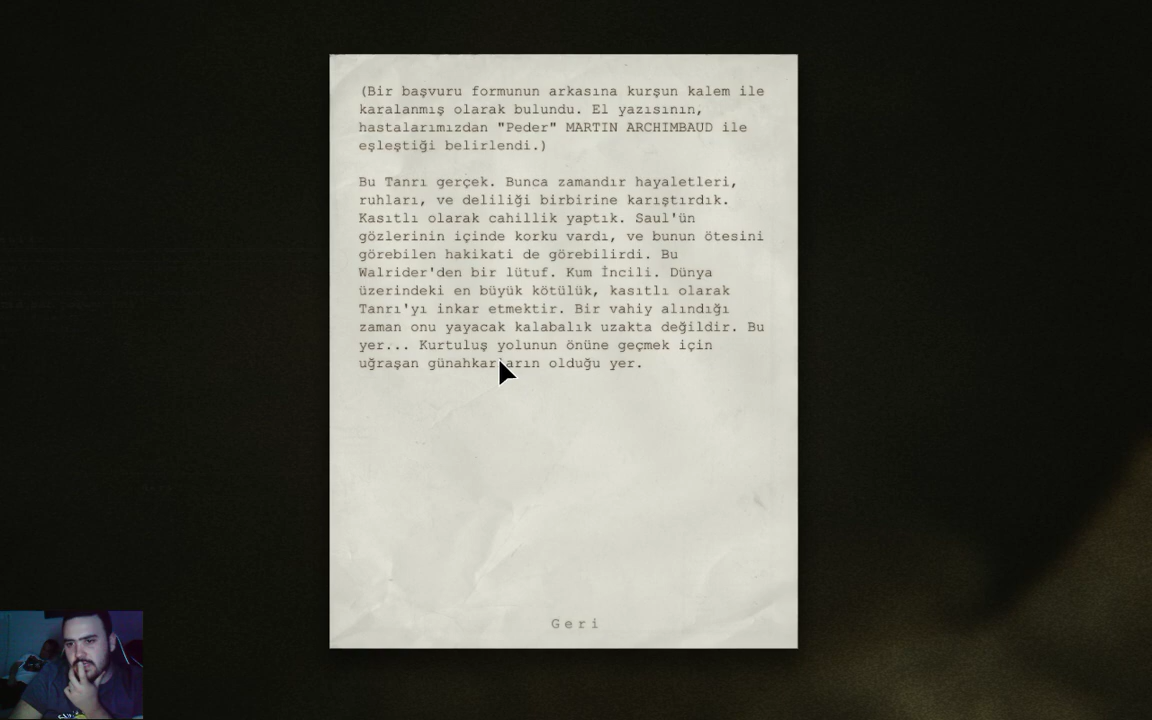 (Bir başvuru formunun arkasına kurşun kalem ile
karalanmış olarak bulundu. El yazısının,
hastalarımızdan "Peder" MARTIN ARCHIMBAUD ile
eşleştiği belirlendi.)
Bu Tanrı gerçek. Bunca zamandır hayaletleri,
ruhları, ve deliliği birbirine karıştırdık.
Kasıtlı olarak cahillik yaptık. Saul'ün
gözlerinin içinde korku vardı, ve bunun ötesini
görebilen hakikati de görebilirdi. Bu
Walrider'den bir lütuf. Kum İncili. Dünya
üzerindeki en büyük kötülük, kasıtlı olarak
Tanrı'yı inkar etmektir. Bir vahiy alındığı
zaman onu yayacak kalabalık uzakta değildir. Bu
yer... Kurtuluş yolunun önüne geçmek için
uğraşan günahkarların olduğu yer.
Geri